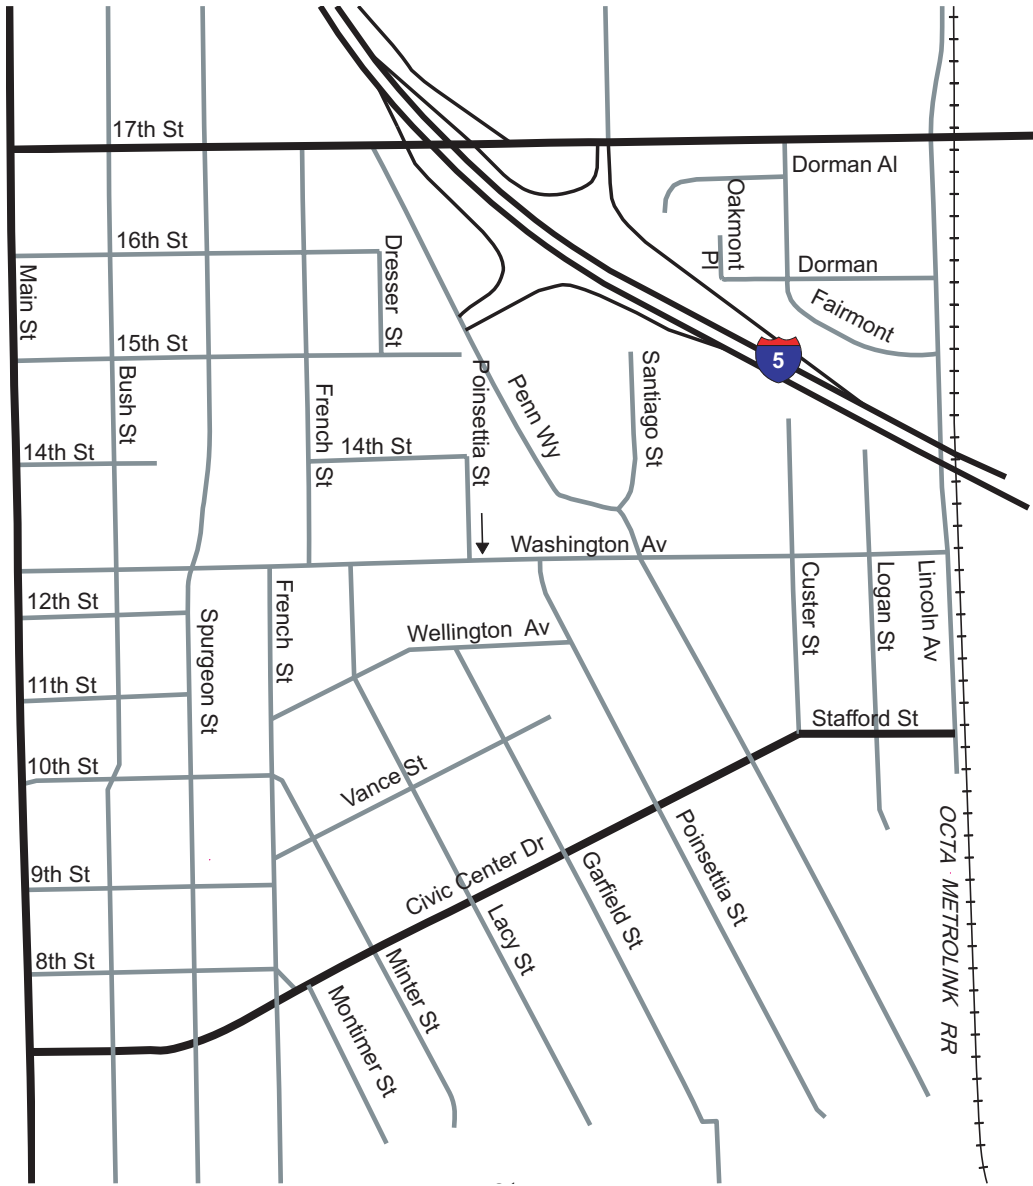 17th St
Dorman Al
Oakmont
Pl
16th St
Dresser St
Dorman
Main St
Fairmont
15th St
5
Bush St
French St
Poinsettia St
Penn Wy
Santiago St
14th St
14th St
Washington Av
12th St
French St
Custer St
Logan St
Lincoln Av
Spurgeon St
Wellington Av
11th St
Stafford St
10th St
Vance St
OCTA METROLINK RR
Poinsettia St
Civic Center Dr
Garfield St
9th St
Lacy St
8th St
Minter St
Montimer St